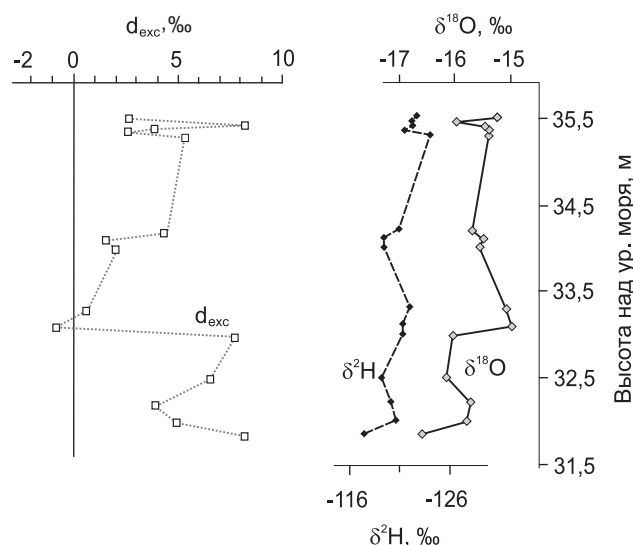 d_exc, ‰
-2 0 5 10
δ¹⁸O, ‰
-17 -16 -15
35,5
34,5
33,5
32,5
31,5
Высота над ур. моря, м
d_exc
δ²H
δ¹⁸O
-116 -126
δ²H, ‰